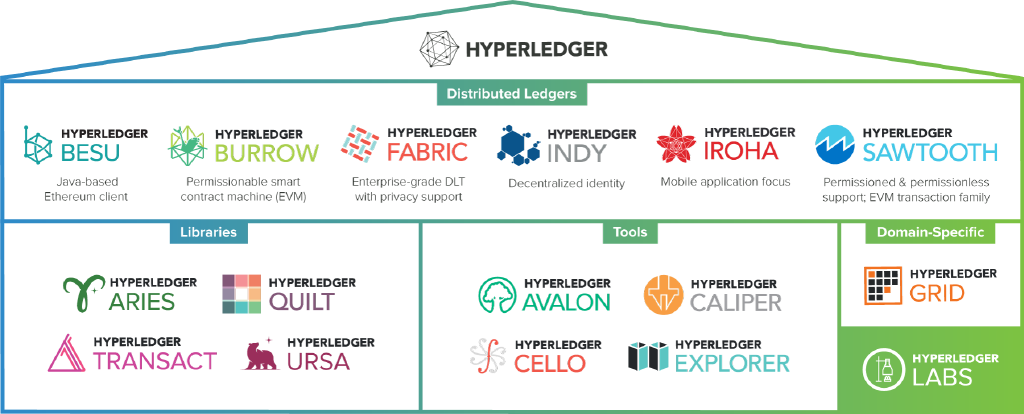 HYPERLEDGER
Distributed Ledgers
HYPERLEDGER
BESU
Java-based
Ethereum client
HYPERLEDGER
BURROW
Permissionable smart
contract machine (EVM)
HYPERLEDGER
FABRIC
Enterprise-grade DLT
with privacy support
HYPERLEDGER
INDY
Decentralized identity
HYPERLEDGER
IROHA
Mobile application focus
HYPERLEDGER
SAWTOOTH
Permissioned & permissionless
support; EVM transaction family
Libraries
HYPERLEDGER
ARIES
HYPERLEDGER
QUILT
HYPERLEDGER
TRANSACT
HYPERLEDGER
URSA
Tools
HYPERLEDGER
AVALON
HYPERLEDGER
CALIPER
HYPERLEDGER
CELLO
HYPERLEDGER
EXPLORER
Domain-Specific
HYPERLEDGER
GRID
HYPERLEDGER
LABS